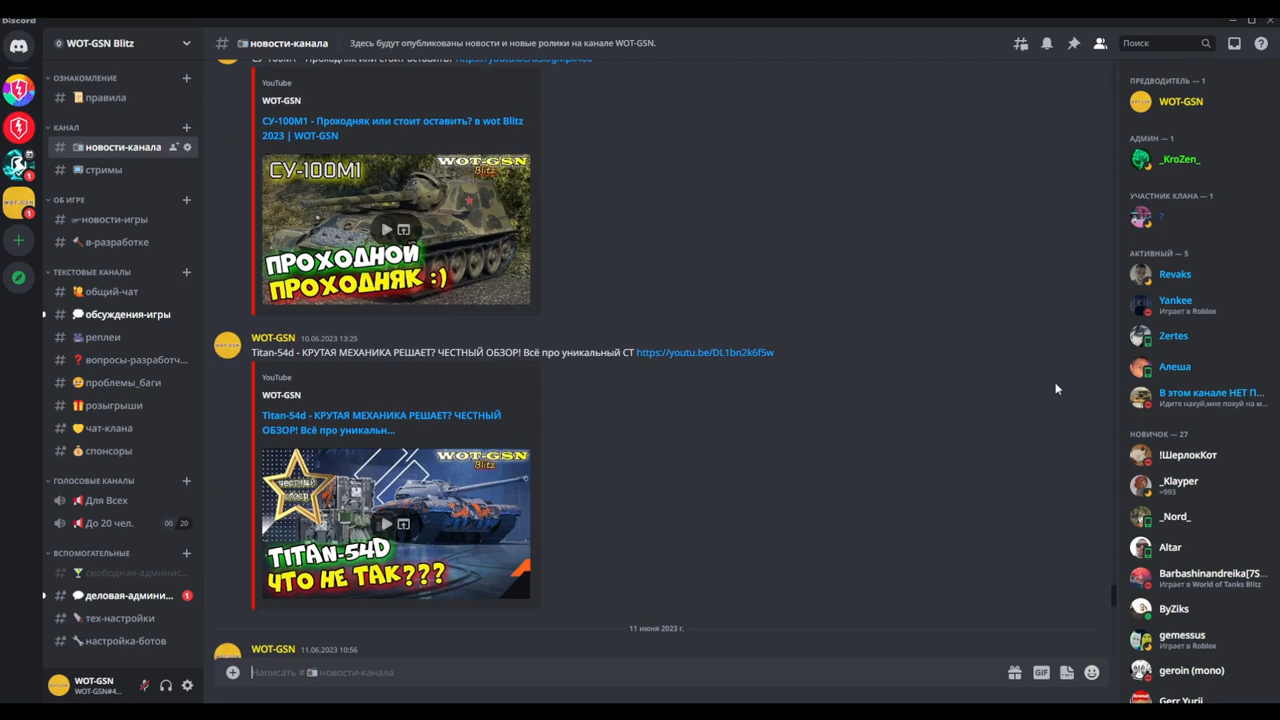 Discord
WOT-GSN Blitz
ОЗНАКОМЛЕНИЕ
правила
КАНАЛ
новости-канала
стримы
ОБ ИГРЕ
новости-игры
в-разработке
ТЕКСТОВЫЕ КАНАЛЫ
общий-чат
обсуждения-игры
реплеи
вопросы-разработч...
проблемы_баги
розыгрыши
чат-клана
спонсоры
ГОЛОСОВЫЕ КАНАЛЫ
Для Всех
До 20 чел. 00 20
ВСПОМОГАТЕЛЬНЫЕ
свободная-админис...
деловая-админи... 1
тех-настройки
настройка-ботов
WOT-GSN
WOT-GSN#4...
новости-канала
Здесь будут опубликованы новости и новые ролики на канале WOT-GSN.
Поиск
YouTube
WOT-GSN
СУ-100М1 - Проходняк или стоит оставить? в wot Blitz
2023 | WOT-GSN
СУ-100М1
WOT-GSN
Blitz
ПРОХОДНОЙ
ПРОХОДНЯК :)
WOT-GSN 10.06.2023 13:25
Titan-54d - КРУТАЯ МЕХАНИКА РЕШАЕТ? ЧЕСТНЫЙ ОБЗОР! Всё про уникальный СТ https://youtu.be/DL1bn2k6f5w
YouTube
WOT-GSN
Titan-54d - КРУТАЯ МЕХАНИКА РЕШАЕТ? ЧЕСТНЫЙ
ОБЗОР! Всё про уникальн...
WOT-GSN
Blitz
ЧЕСТНЫЙ
ОБЗОР!
TITAN-54D
ЧТО НЕ ТАК???
11 июня 2023 г.
WOT-GSN 11.06.2023 10:56
Написать #новости-канала
GIF
ПРЕДВОДИТЕЛЬ — 1
WOT-GSN
АДМИН — 1
_KroZen_
УЧАСТНИК КЛАНА — 1
?
АКТИВНЫЙ — 5
Revaks
Yankee
Играет в Roblox
Zertes
Алеша
В этом канале НЕТ П...
Идите нахуй,мне похуй на м...
НОВИЧОК — 27
!ШерлокКот
_Klayper
=993
_Nord_
Altar
Barbashinandreika[7S...
Играет в World of Tanks Blitz
ByZiks
gemessus
Играет в Roblox
geroin (mono)
Gerr Yurii